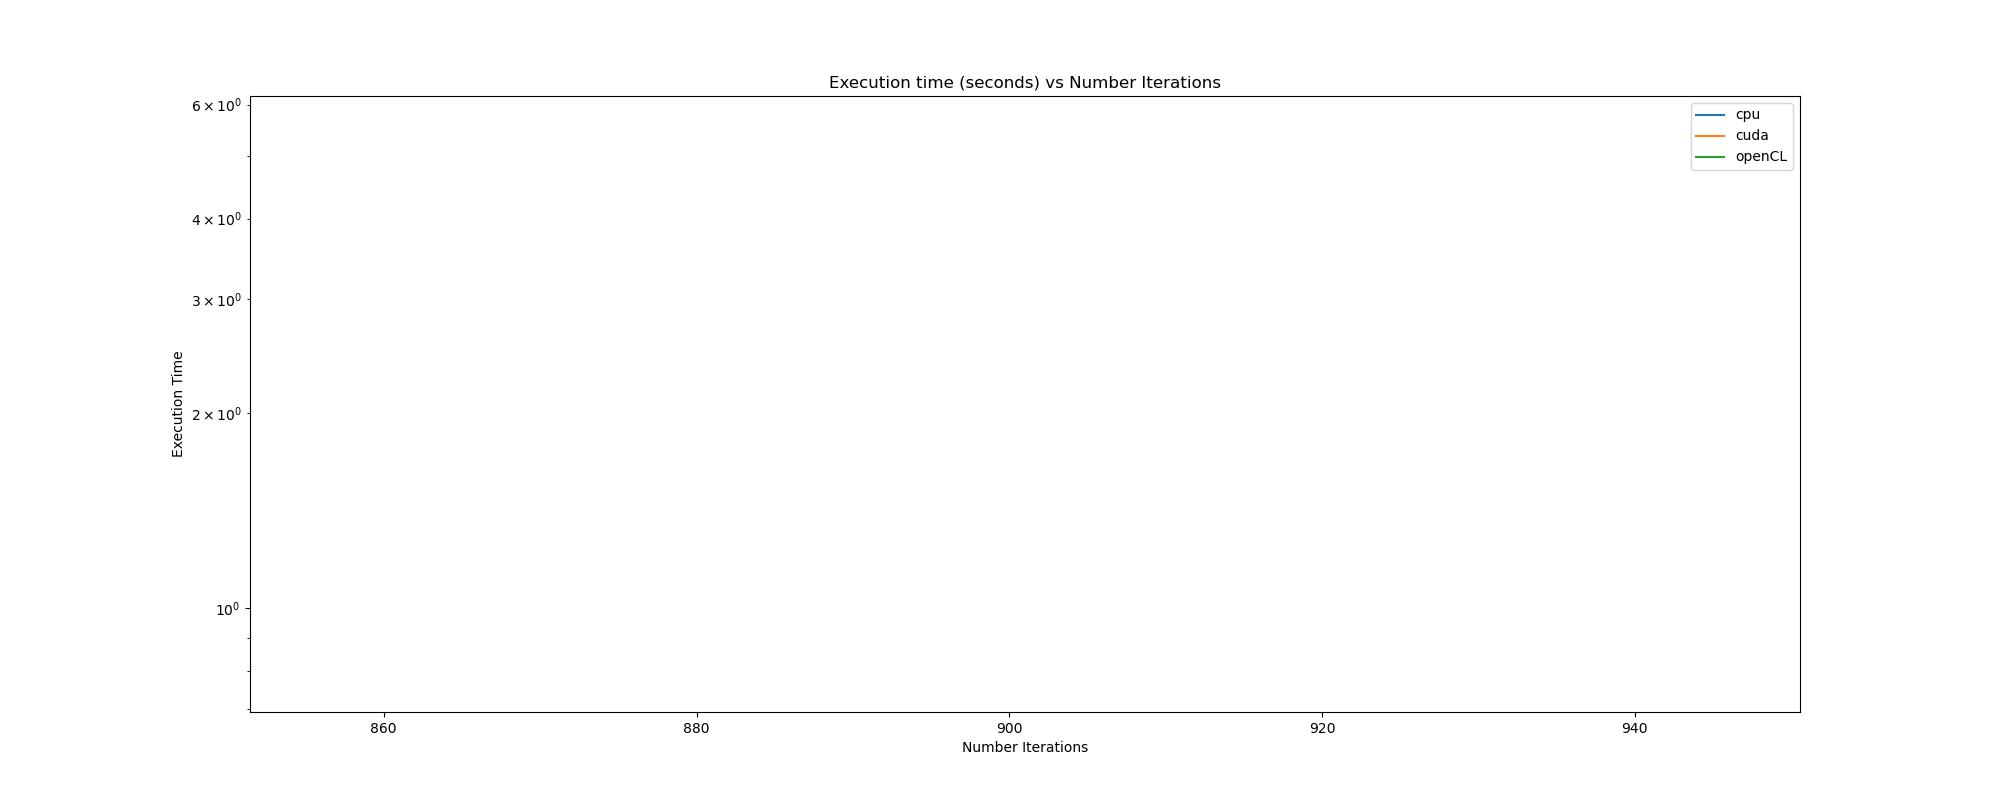 Execution time (seconds) vs Number Iterations
6 × 10⁰
4 × 10⁰
3 × 10⁰
2 × 10⁰
10⁰
Execution Time
cpu
cuda
openCL
860 880 900 920 940
Number Iterations